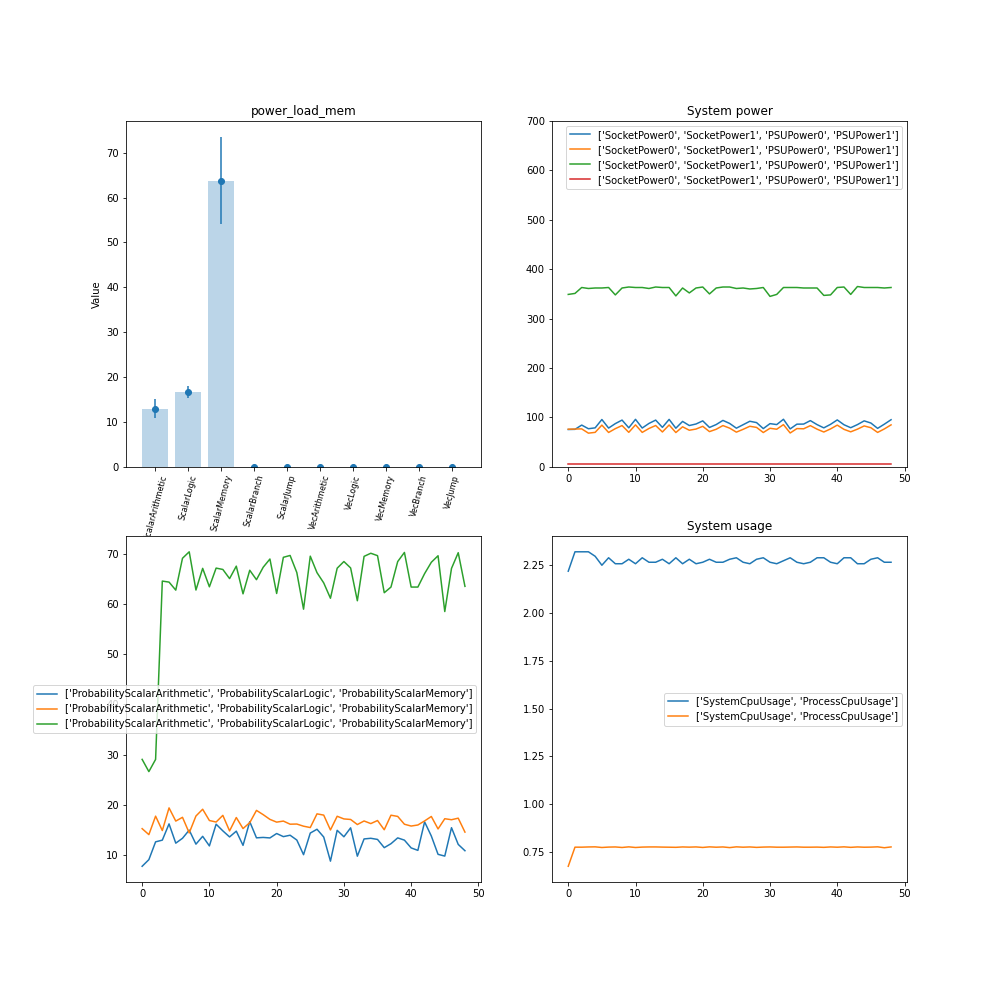 power_load_mem
Value
70
60
50
40
30
20
10
0
calarArithmetic
ScalarLogic
ScalarMemory
ScalarBranch
ScalarJump
VecArithmetic
VecLogic
VecMemory
VecBranch
VecJump
System power
700
600
500
400
300
200
100
0
['SocketPower0', 'SocketPower1', 'PSUPower0', 'PSUPower1']
['SocketPower0', 'SocketPower1', 'PSUPower0', 'PSUPower1']
['SocketPower0', 'SocketPower1', 'PSUPower0', 'PSUPower1']
['SocketPower0', 'SocketPower1', 'PSUPower0', 'PSUPower1']
0 10 20 30 40 50
70
60
50
30
20
10
['ProbabilityScalarArithmetic', 'ProbabilityScalarLogic', 'ProbabilityScalarMemory']
['ProbabilityScalarArithmetic', 'ProbabilityScalarLogic', 'ProbabilityScalarMemory']
['ProbabilityScalarArithmetic', 'ProbabilityScalarLogic', 'ProbabilityScalarMemory']
0 10 20 30 40 50
System usage
2.25
2.00
1.75
1.50
1.25
1.00
0.75
['SystemCpuUsage', 'ProcessCpuUsage']
['SystemCpuUsage', 'ProcessCpuUsage']
0 10 20 30 40 50